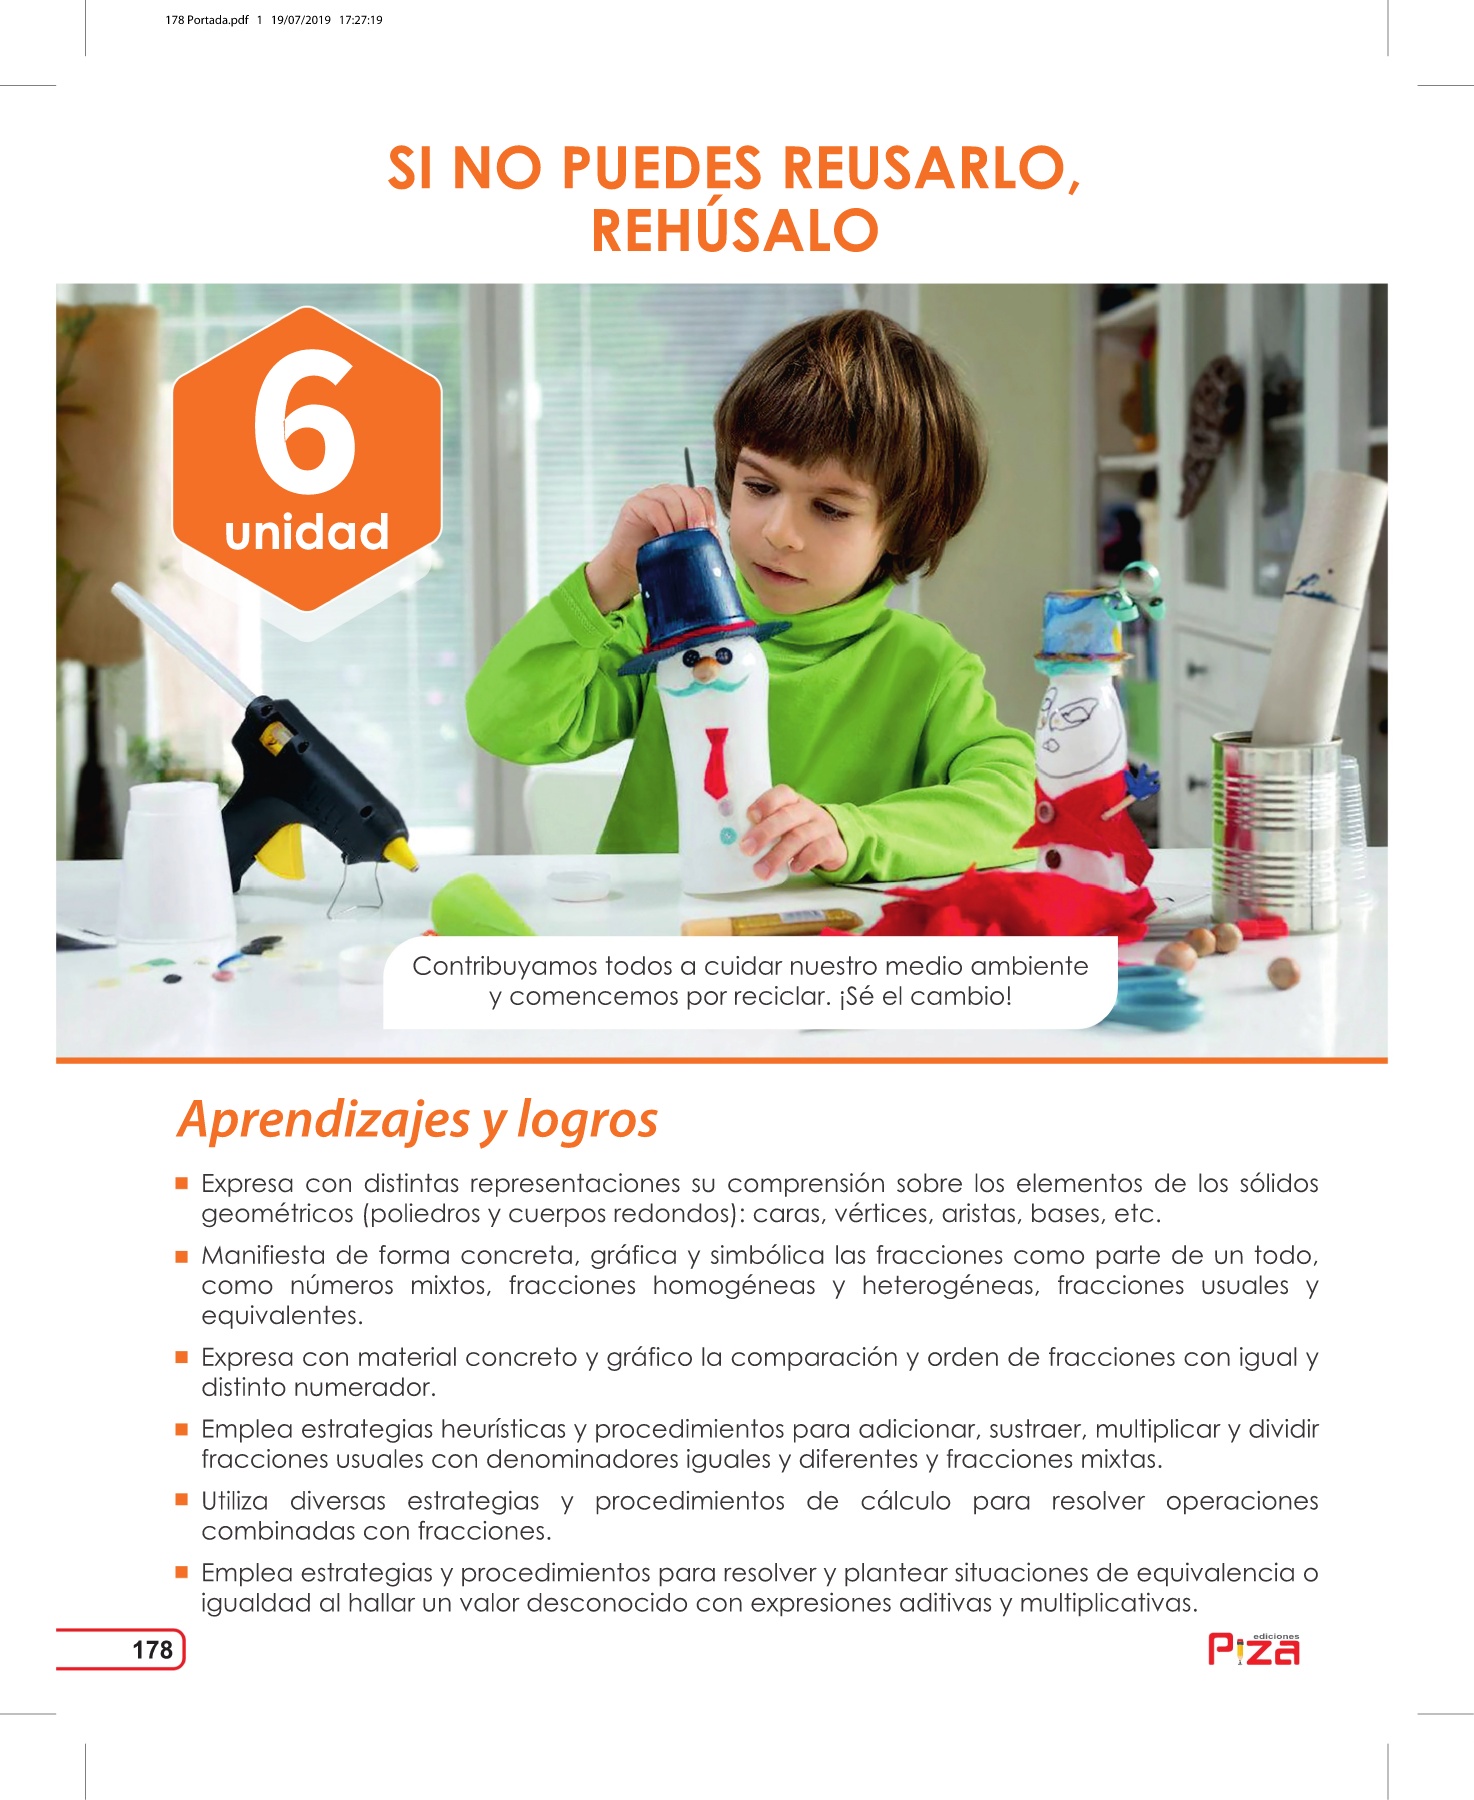 178 Portada.pdf 1 19/07/2019 17:27:19
SI NO PUEDES REUSARLO,
REHÚSALO
6
unidad
Contribuyamos todos a cuidar nuestro medio ambiente
y comencemos por reciclar. ¡Sé el cambio!
Aprendizajes y logros
Expresa con distintas representaciones su comprensión sobre los elementos de los sólidos
geométricos (poliedros y cuerpos redondos): caras, vértices, aristas, bases, etc.
Manifiesta de forma concreta, gráfica y simbólica las fracciones como parte de un todo,
como números mixtos, fracciones homogéneas y heterogéneas, fracciones usuales y
equivalentes.
Expresa con material concreto y gráfico la comparación y orden de fracciones con igual y
distinto numerador.
Emplea estrategias heurísticas y procedimientos para adicionar, sustraer, multiplicar y dividir
fracciones usuales con denominadores iguales y diferentes y fracciones mixtas.
Utiliza diversas estrategias y procedimientos de cálculo para resolver operaciones
combinadas con fracciones.
Emplea estrategias y procedimientos para resolver y plantear situaciones de equivalencia o
igualdad al hallar un valor desconocido con expresiones aditivas y multiplicativas.
178
ediciones
Piza